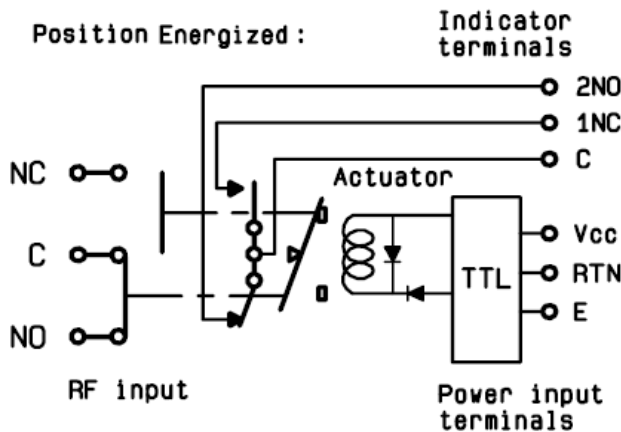 Position Energized :
Indicator
terminals
2NO
1NC
C
Actuator
NC
C
NO
TTL
Vcc
RTN
E
RF input
Power input
terminals